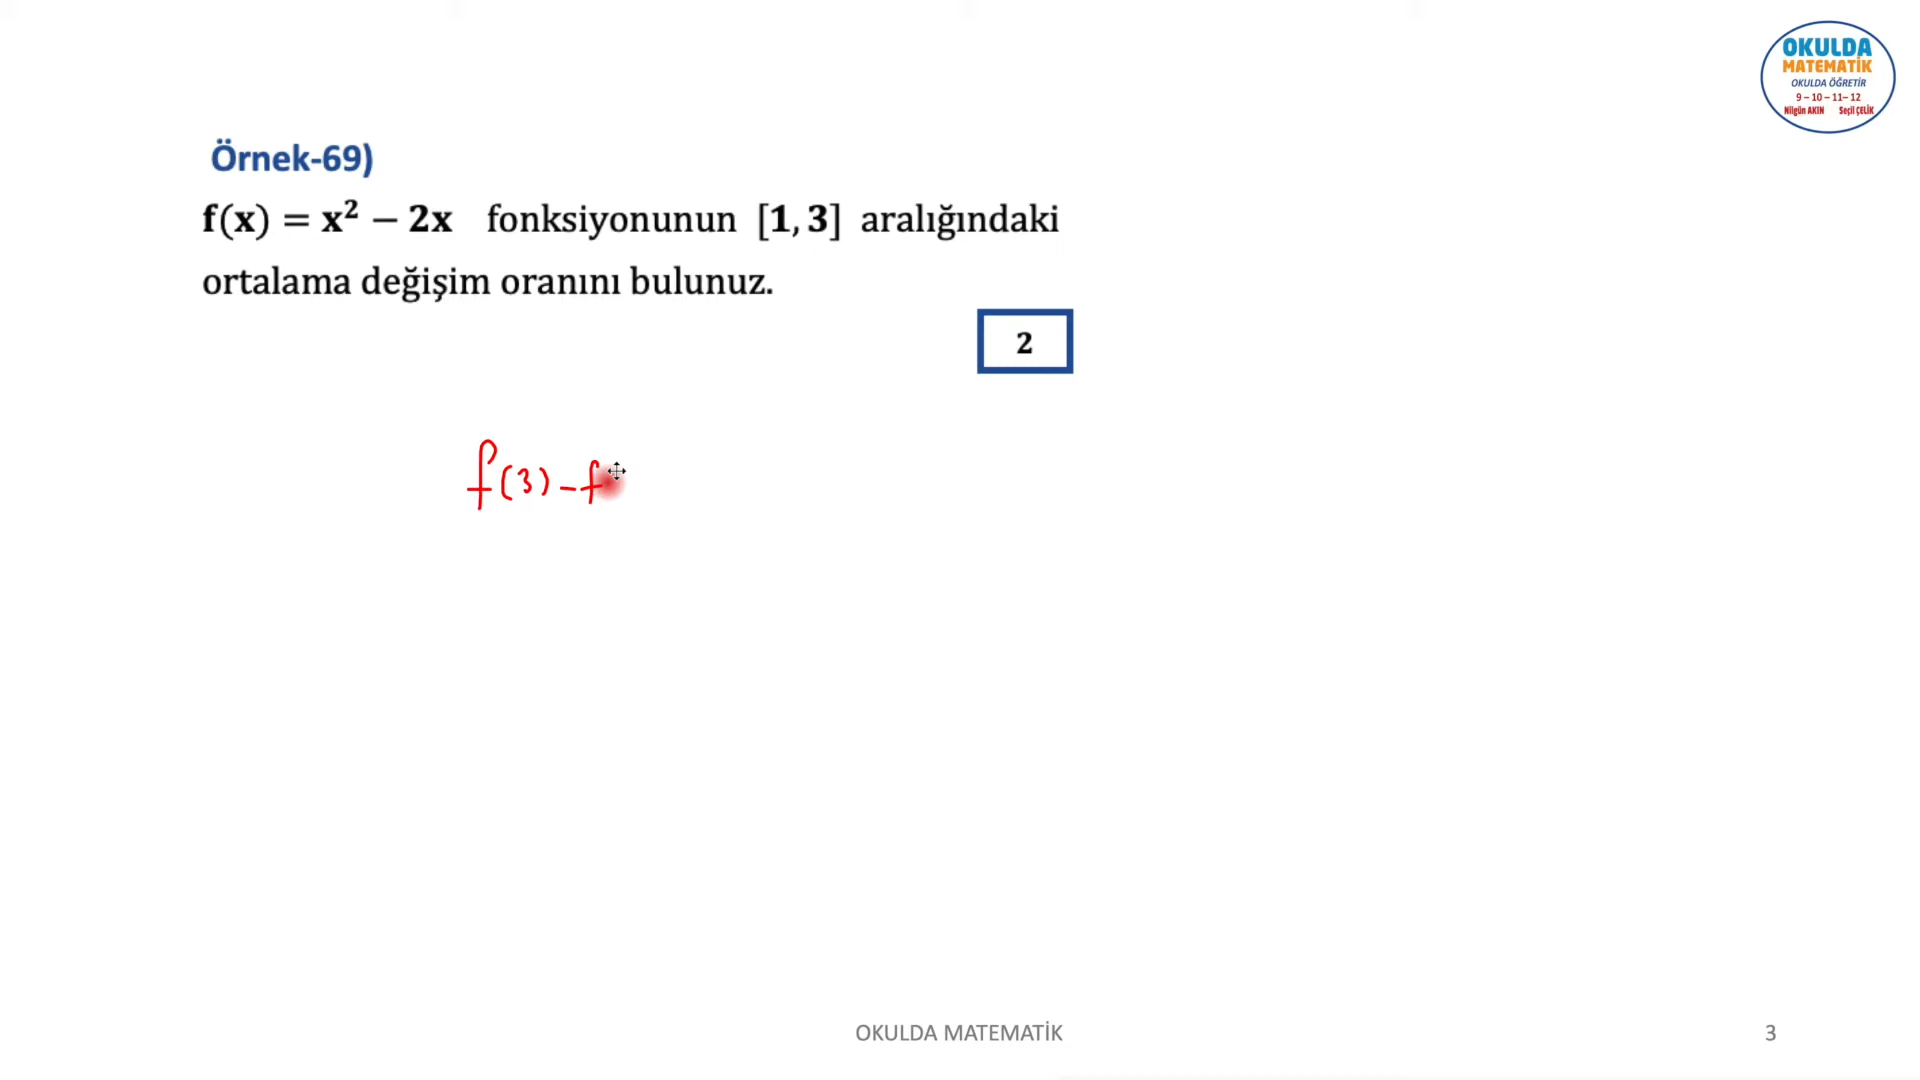 OKULDA
MATEMATİK
OKULDA ÖĞRETİR
9 – 10 – 11– 12
Nilgün AKIN Seçil ÇELİK
Örnek-69)
f(x) = x² − 2x fonksiyonunun [1, 3] aralığındaki
ortalama değişim oranını bulunuz.
2
f(3) - f
OKULDA MATEMATİK
3